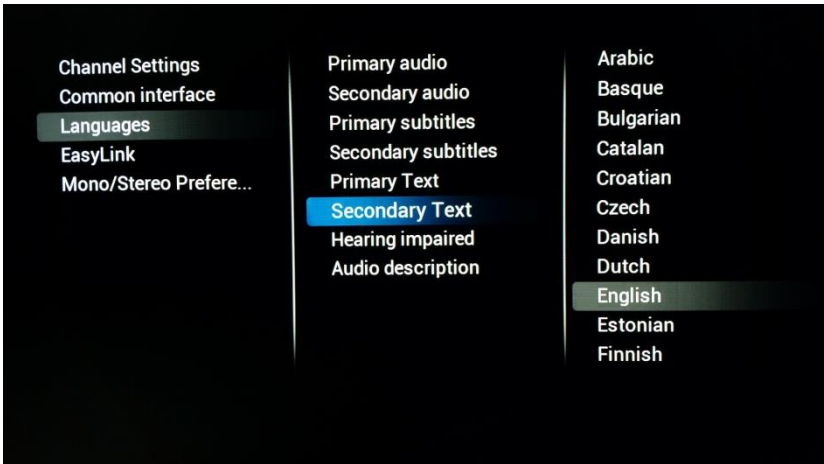 Channel Settings
Common interface
Languages
EasyLink
Mono/Stereo Prefere...
Primary audio
Secondary audio
Primary subtitles
Secondary subtitles
Primary Text
Secondary Text
Hearing impaired
Audio description
Arabic
Basque
Bulgarian
Catalan
Croatian
Czech
Danish
Dutch
English
Estonian
Finnish